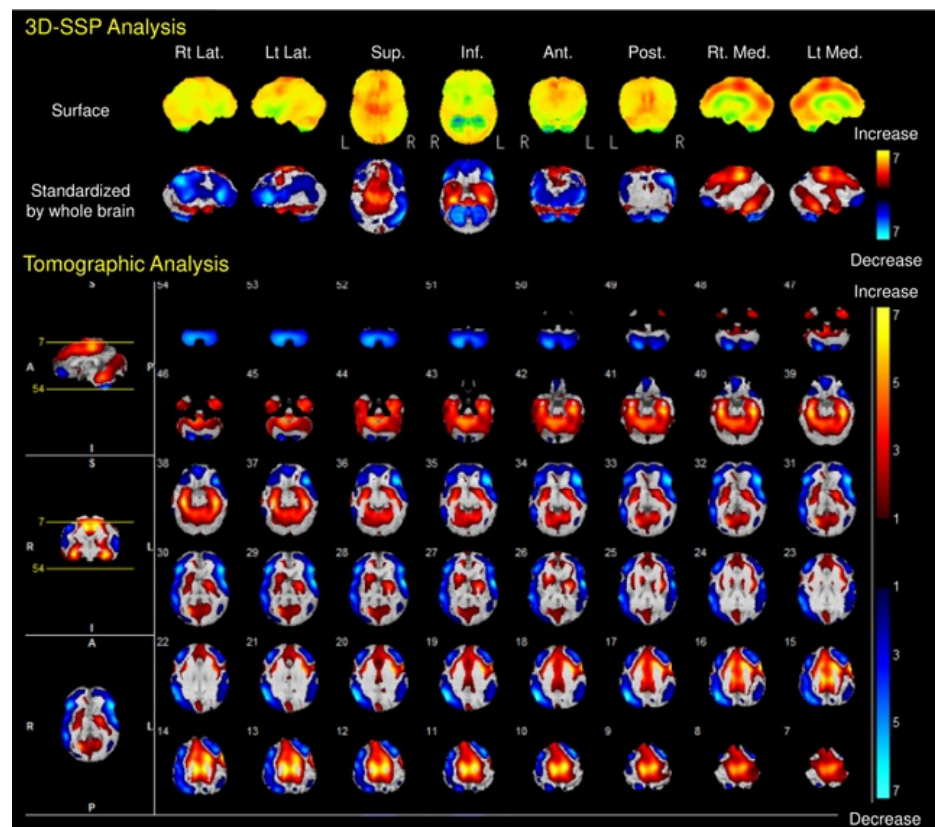 3D-SSP Analysis
Rt Lat. Lt Lat. Sup. Inf. Ant. Post. Rt. Med. Lt Med.
Surface
L R R L R L L R
Increase
7
Standardized
by whole brain
7
Decrease
Tomographic Analysis
Increase
S 54 53 52 51 50 49 48 47
7
7
A P
5
54
46 45 44 43 42 41 40 39
3
I
S 38 37 36 35 34 33 32 31
1
7
R L
54
30 29 28 27 26 25 24 23
1
I
A 22 21 20 19 18 17 16 15
3
R L
5
14 13 12 11 10 9 8 7
7
P
Decrease